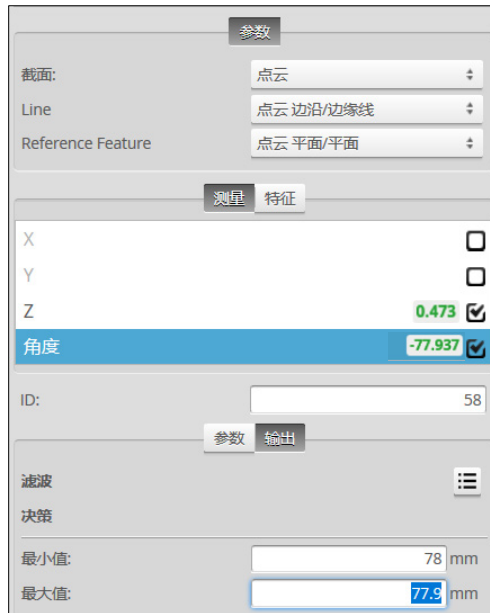 参数
截面: 点云
Line 点云 边沿/边缘线
Reference Feature 点云 平面/平面
测量 特征
X
Y
Z 0.473
角度 -77.937
ID: 58
参数 输出
滤波
决策
最小值: 78 mm
最大值: 77.9 mm